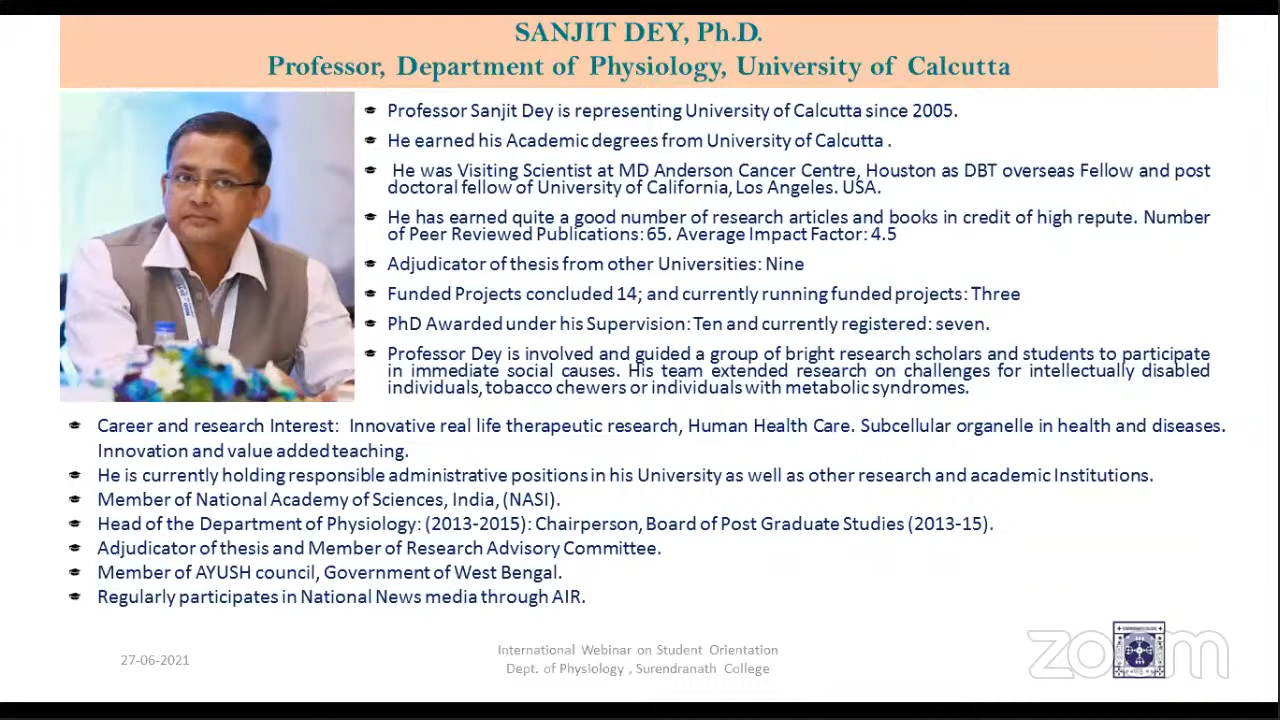 SANJIT DEY, Ph.D.
Professor, Department of Physiology, University of Calcutta
Professor Sanjit Dey is representing University of Calcutta since 2005.
He earned his Academic degrees from University of Calcutta .
He was Visiting Scientist at MD Anderson Cancer Centre, Houston as DBT overseas Fellow and post
doctoral fellow of University of California, Los Angeles. USA.
He has earned quite a good number of research articles and books in credit of high repute. Number
of Peer Reviewed Publications: 65. Average Impact Factor: 4.5
Adjudicator of thesis from other Universities: Nine
Funded Projects concluded 14; and currently running funded projects: Three
PhD Awarded under his Supervision: Ten and currently registered: seven.
Professor Dey is involved and guided a group of bright research scholars and students to participate
in immediate social causes. His team extended research on challenges for intellectually disabled
individuals, tobacco chewers or individuals with metabolic syndromes.
Career and research Interest: Innovative real life therapeutic research, Human Health Care. Subcellular organelle in health and diseases.
Innovation and value added teaching.
He is currently holding responsible administrative positions in his University as well as other research and academic Institutions.
Member of National Academy of Sciences, India, (NASI).
Head of the Department of Physiology: (2013-2015): Chairperson, Board of Post Graduate Studies (2013-15).
Adjudicator of thesis and Member of Research Advisory Committee.
Member of AYUSH council, Government of West Bengal.
Regularly participates in National News media through AIR.
27-06-2021
International Webinar on Student Orientation
Dept. of Physiology , Surendranath College
zoom